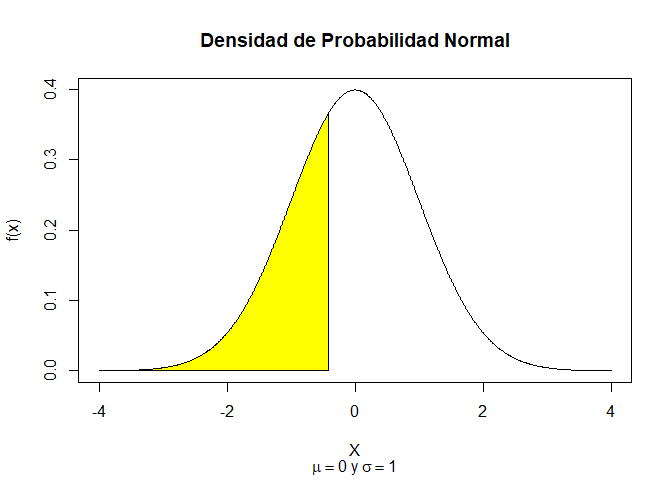 Densidad de Probabilidad Normal
f(x)
0.4
0.3
0.2
0.1
0.0
-4 -2 0 2 4
X
μ = 0 y σ = 1